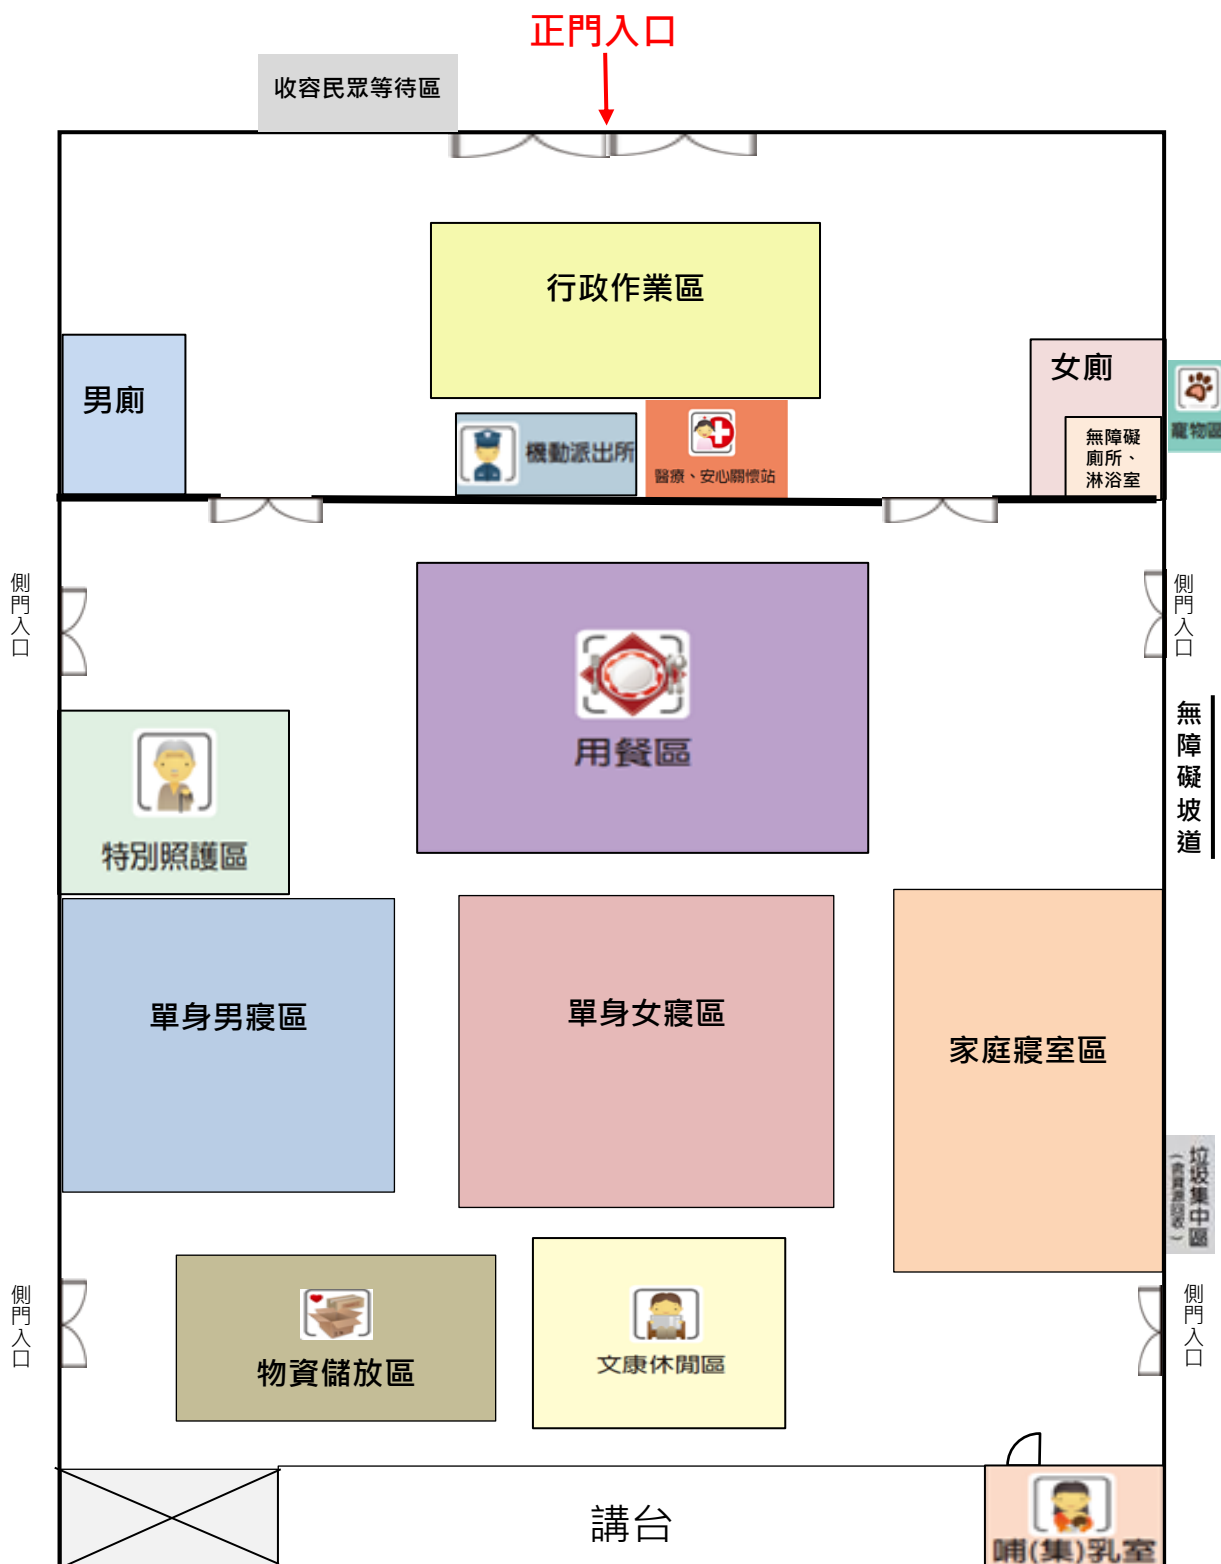 正門入口
收容民眾等待區
行政作業區
男廁
女廁
寵物區
機動派出所
醫療、安心關懷站
無障礙
廁所、
淋浴室
側門入口
側門入口
用餐區
無障礙坡道
特別照護區
單身男寢區
單身女寢區
家庭寢室區
垃圾集中區
(含資源回收)
側門入口
側門入口
物資儲放區
文康休閒區
講台
哺(集)乳室